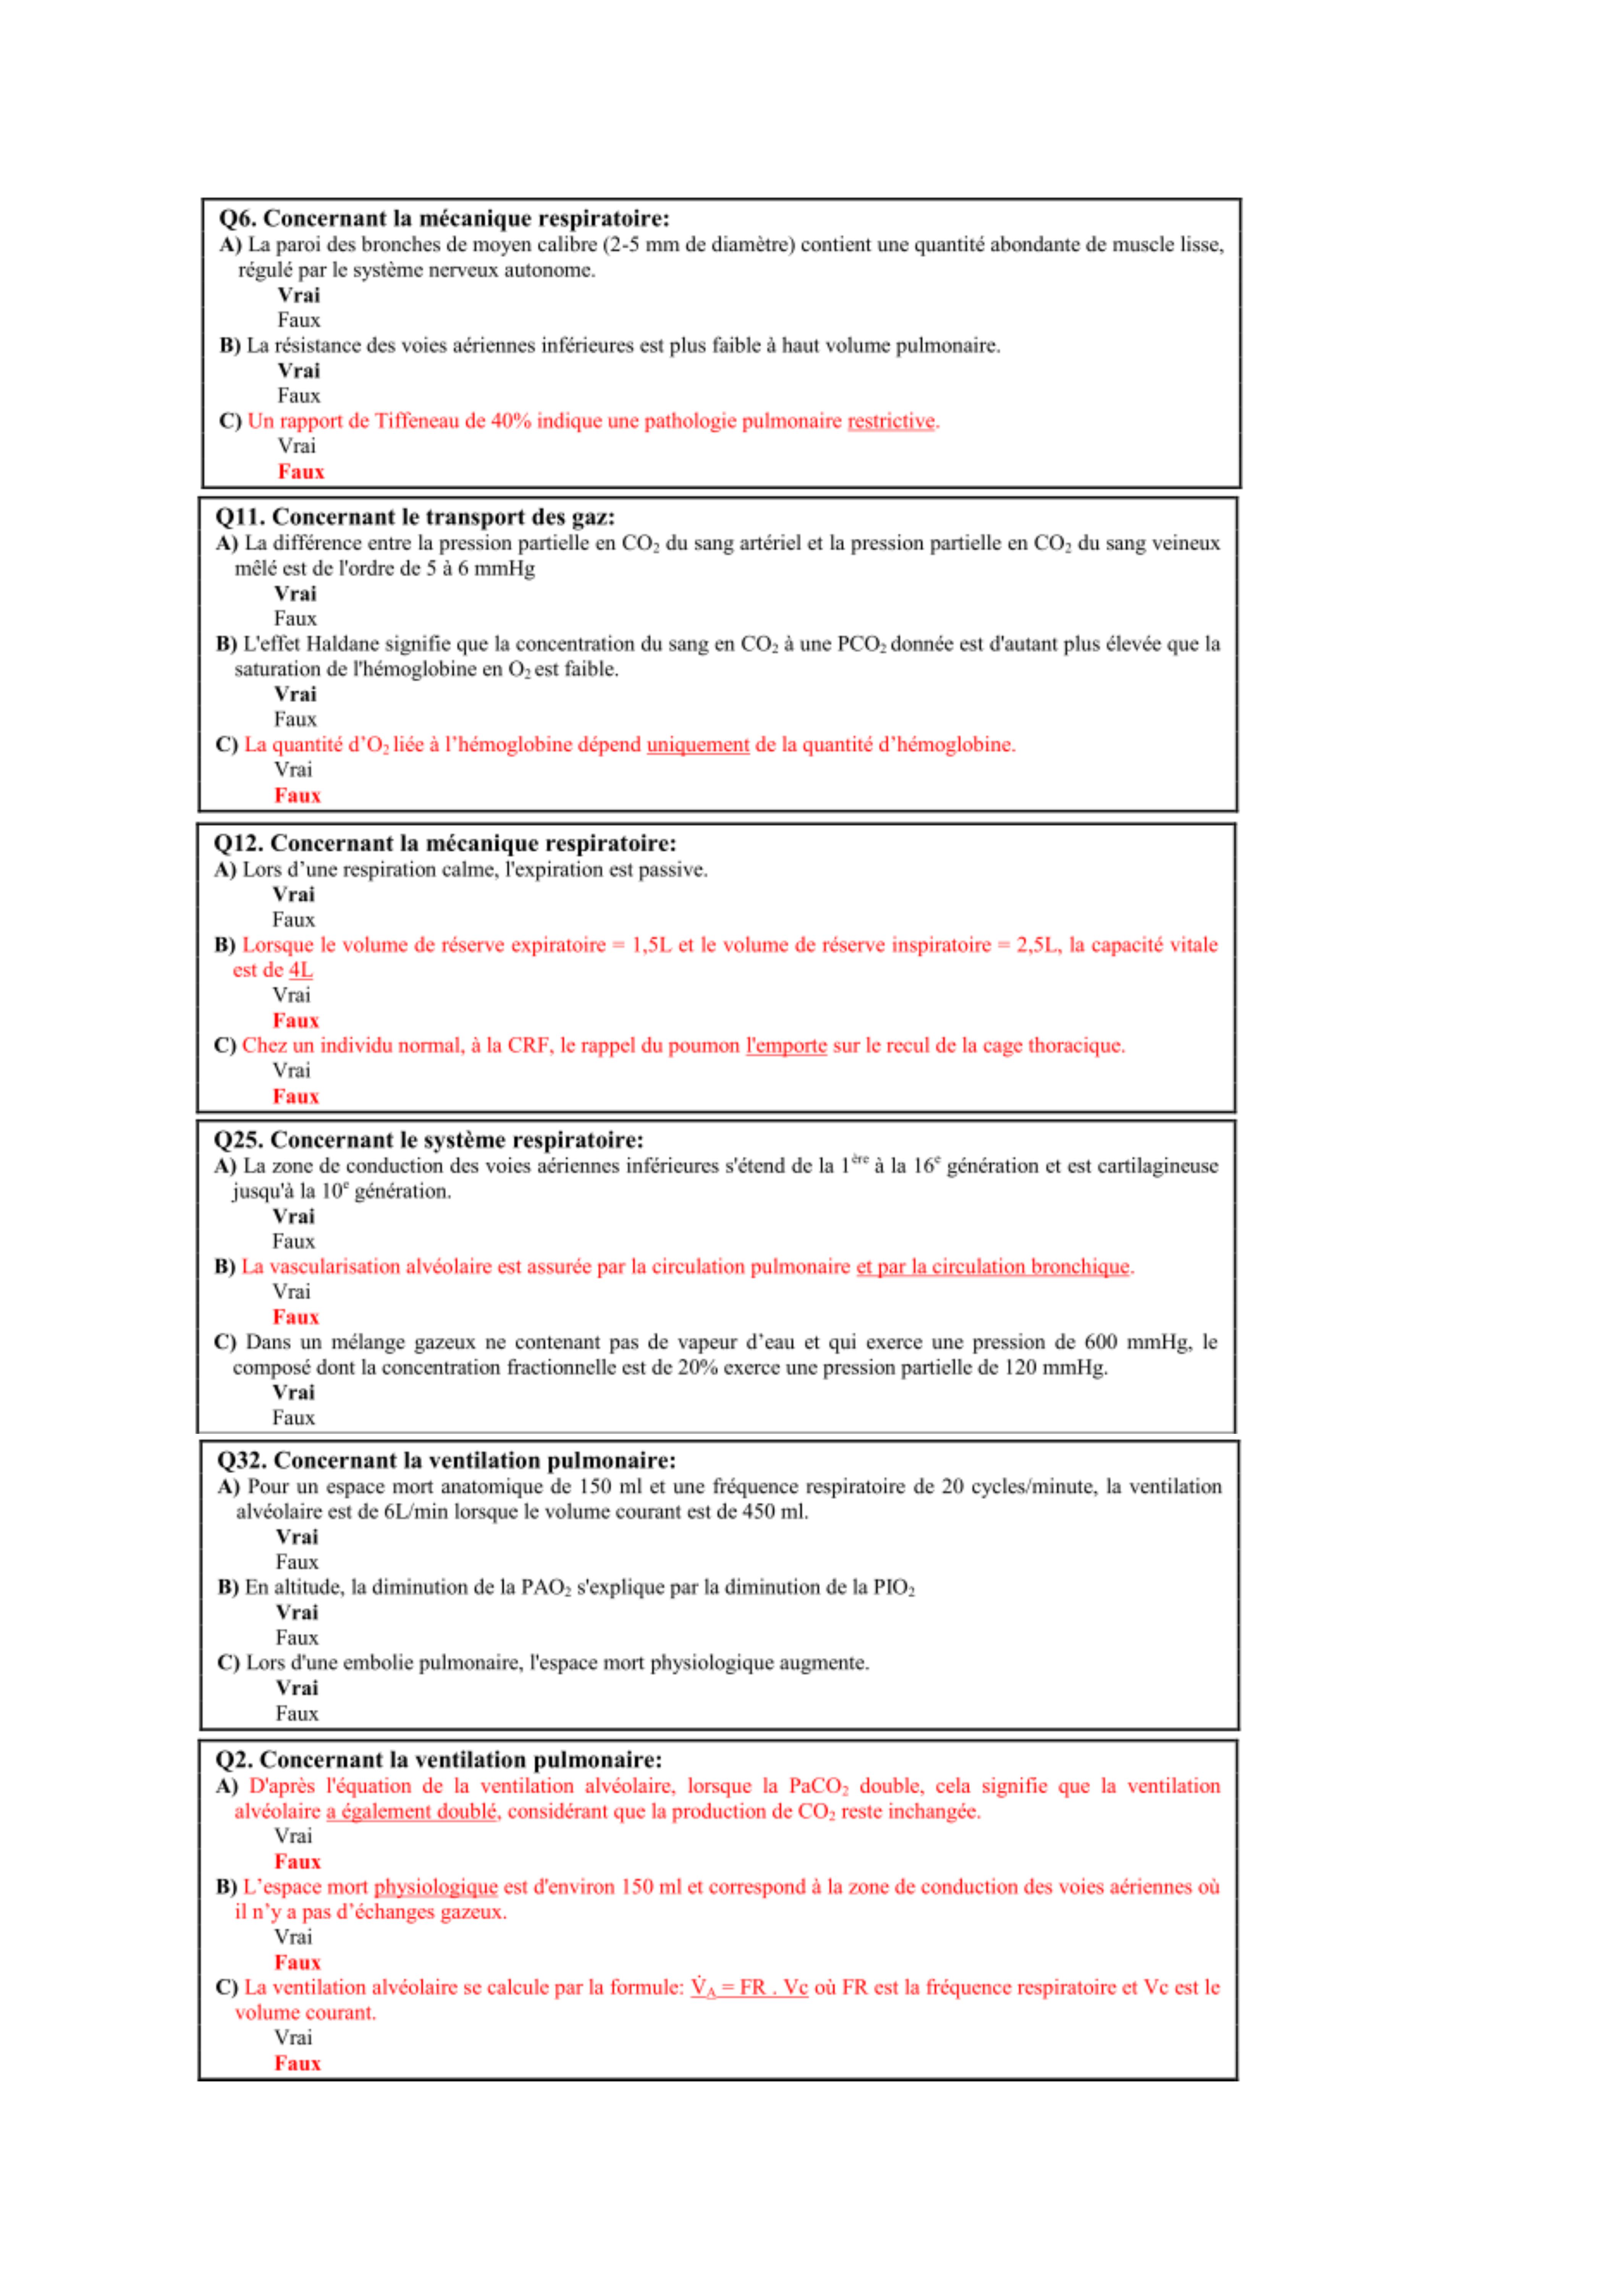 Q6. Concernant la mécanique respiratoire:
A) La paroi des bronches de moyen calibre (2-5 mm de diamètre) contient une quantité abondante de muscle lisse,
régulé par le système nerveux autonome.
Vrai
Faux
B) La résistance des voies aériennes inférieures est plus faible à haut volume pulmonaire.
Vrai
Faux
C) Un rapport de Tiffeneau de 40% indique une pathologie pulmonaire restrictive.
Vrai
Faux
Q11. Concernant le transport des gaz:
A) La différence entre la pression partielle en CO₂ du sang artériel et la pression partielle en CO₂ du sang veineux
mêlé est de l'ordre de 5 à 6 mmHg
Vrai
Faux
B) L'effet Haldane signifie que la concentration du sang en CO₂ à une PCO₂ donnée est d'autant plus élevée que la
saturation de l'hémoglobine en O₂ est faible.
Vrai
Faux
C) La quantité d’O₂ liée à l’hémoglobine dépend uniquement de la quantité d’hémoglobine.
Vrai
Faux
Q12. Concernant la mécanique respiratoire:
A) Lors d’une respiration calme, l'expiration est passive.
Vrai
Faux
B) Lorsque le volume de réserve expiratoire = 1,5L et le volume de réserve inspiratoire = 2,5L, la capacité vitale
est de 4L
Vrai
Faux
C) Chez un individu normal, à la CRF, le rappel du poumon l'emporte sur le recul de la cage thoracique.
Vrai
Faux
Q25. Concernant le système respiratoire:
A) La zone de conduction des voies aériennes inférieures s'étend de la 1ère à la 16e génération et est cartilagineuse
jusqu'à la 10e génération.
Vrai
Faux
B) La vascularisation alvéolaire est assurée par la circulation pulmonaire et par la circulation bronchique.
Vrai
Faux
C) Dans un mélange gazeux ne contenant pas de vapeur d’eau et qui exerce une pression de 600 mmHg, le
composé dont la concentration fractionnelle est de 20% exerce une pression partielle de 120 mmHg.
Vrai
Faux
Q32. Concernant la ventilation pulmonaire:
A) Pour un espace mort anatomique de 150 ml et une fréquence respiratoire de 20 cycles/minute, la ventilation
alvéolaire est de 6L/min lorsque le volume courant est de 450 ml.
Vrai
Faux
B) En altitude, la diminution de la PAO₂ s'explique par la diminution de la PIO₂
Vrai
Faux
C) Lors d'une embolie pulmonaire, l'espace mort physiologique augmente.
Vrai
Faux
Q2. Concernant la ventilation pulmonaire:
A) D'après l'équation de la ventilation alvéolaire, lorsque la PaCO₂ double, cela signifie que la ventilation
alvéolaire a également doublé, considérant que la production de CO₂ reste inchangée.
Vrai
Faux
B) L’espace mort physiologique est d'environ 150 ml et correspond à la zone de conduction des voies aériennes où
il n’y a pas d’échanges gazeux.
Vrai
Faux
C) La ventilation alvéolaire se calcule par la formule: V̇A = FR . Vc où FR est la fréquence respiratoire et Vc est le
volume courant.
Vrai
Faux